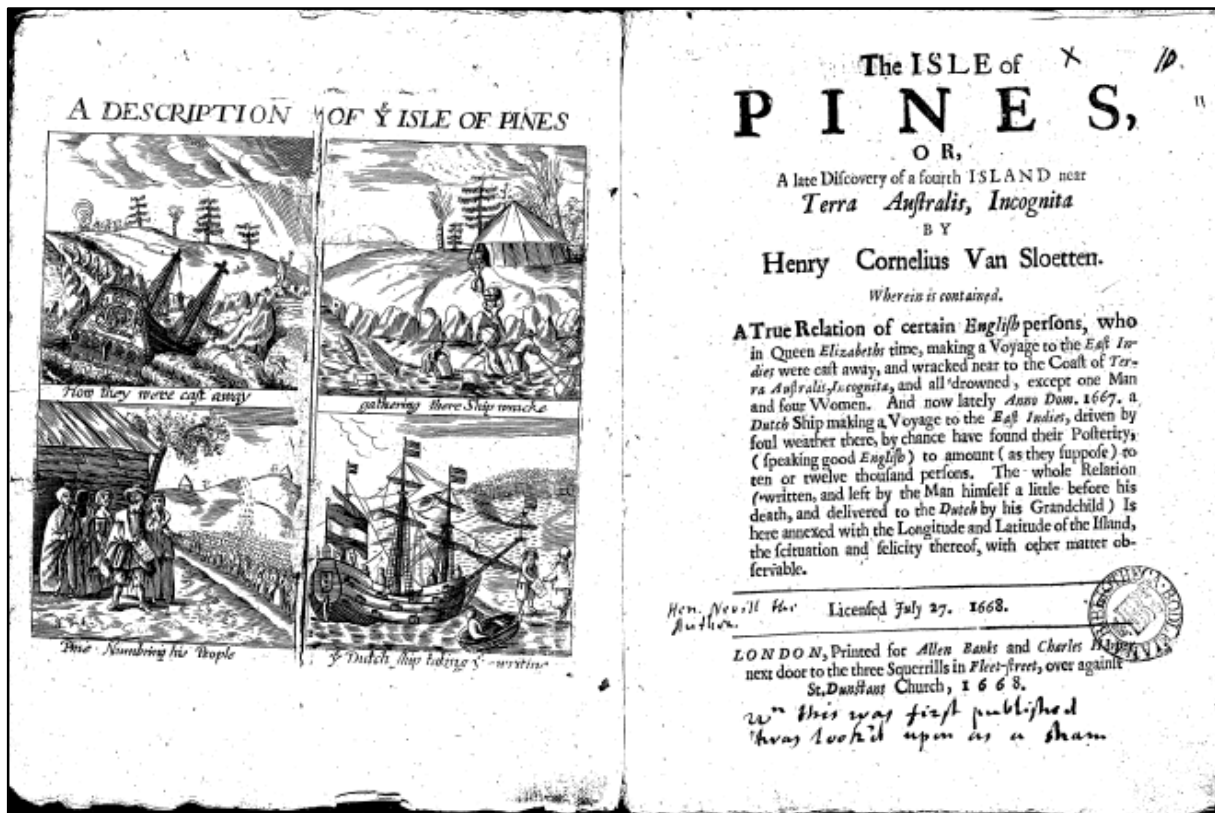 A DESCRIPTION OF Yᵉ ISLE OF PINES
How they were cast away
gathering there Ship wracke
Pine Numbring his People
yᵉ Dutch ship taking yᵉ writing
The ISLE of X
PINES,
OR,
A late Diſcovery of a fourth ISLAND near
Terra Auſtralis, Incognita
BY
Henry Cornelius Van Sloetten.
Wherein is contained.
A True Relation of certain Engliſh perſons, who
in Queen Elizabeths time, making a Voyage to the Eaſt In-
dies were caſt away, and wracked near to the Coaſt of Ter-
ra Auſtralis, Incognita, and all drowned, except one Man
and four Women. And now lately Anno Dom. 1667. a
Dutch Ship making a Voyage to the Eaſt Indies, driven by
foul weather there, by chance have found their Poſterity,
(ſpeaking good Engliſh) to amount (as they ſuppoſe) to
ten or twelve thouſand perſons. The whole Relation
(written, and left by the Man himſelf a little before his
death, and delivered to the Dutch by his Grandchild) Is
here annexed with the Longitude and Latitude of the Iſland,
the ſcituation and felicity thereof, with other matter ob-
ſervable.
Hen. Nevill the
Author.
Licenſed July 27. 1668.
LONDON, Printed for Allen Banks and Charles Harper
next door to the three Squerrills in Fleet-ſtreet, over againſt
St. Dunſtans Church, 1668.
wⁿ this was first published
'twas look'd upon as a sham